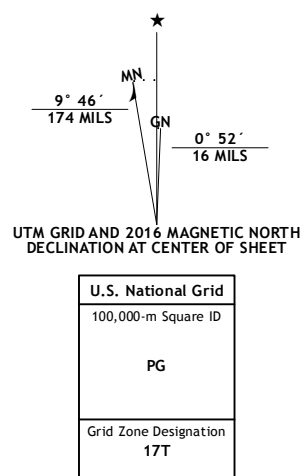 ★
MN
GN
9° 46´
174 MILS
0° 52´
16 MILS
UTM GRID AND 2016 MAGNETIC NORTH
DECLINATION AT CENTER OF SHEET
U.S. National Grid
100,000-m Square ID
PG
Grid Zone Designation
17T